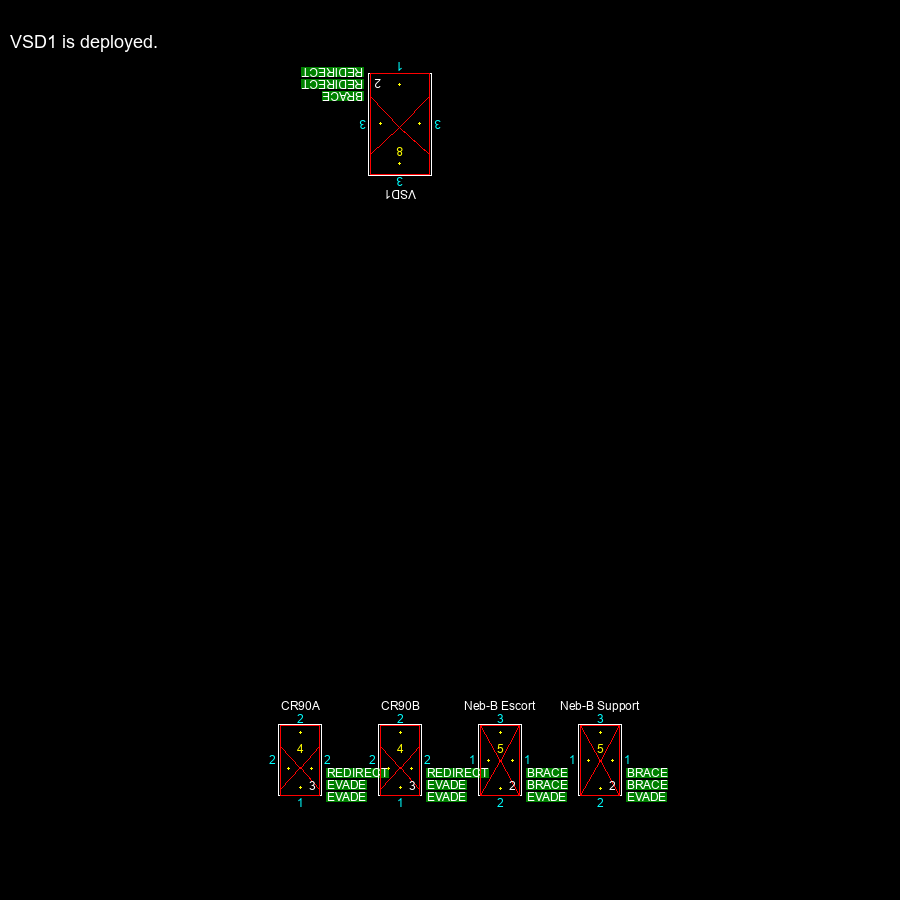 VSD1 is deployed.
1
REDIRECT
REDIRECT
BRACE
2
3
3
8
3
VSD1
CR90A
CR90B
Neb-B Escort
Neb-B Support
2
2
3
3
4
4
5
5
2
2
2
2
1
1
1
1
REDIRECT
REDIRECT
BRACE
BRACE
EVADE
EVADE
BRACE
BRACE
3
3
2
2
EVADE
EVADE
EVADE
EVADE
1
1
2
2